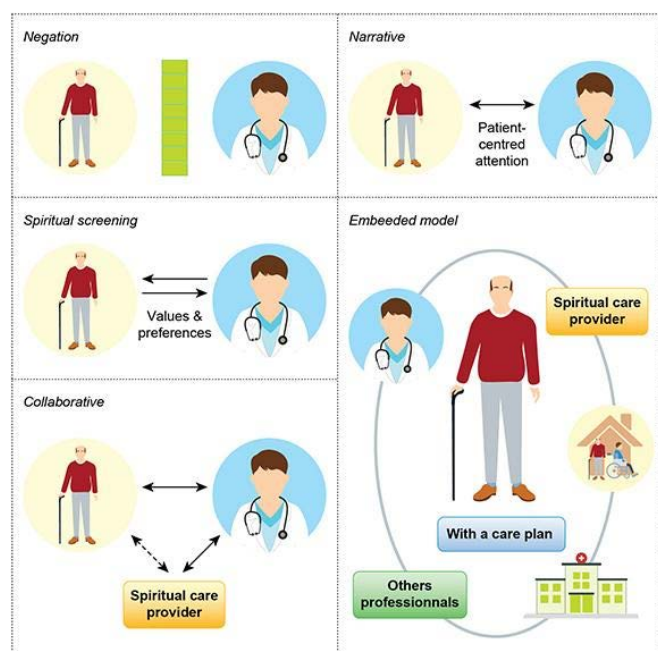 Negation
Narrative
Patient-
centred
attention
Spiritual screening
Values &
preferences
Embeeded model
Spiritual care
provider
With a care plan
Others
professionnals
Collaborative
Spiritual care
provider